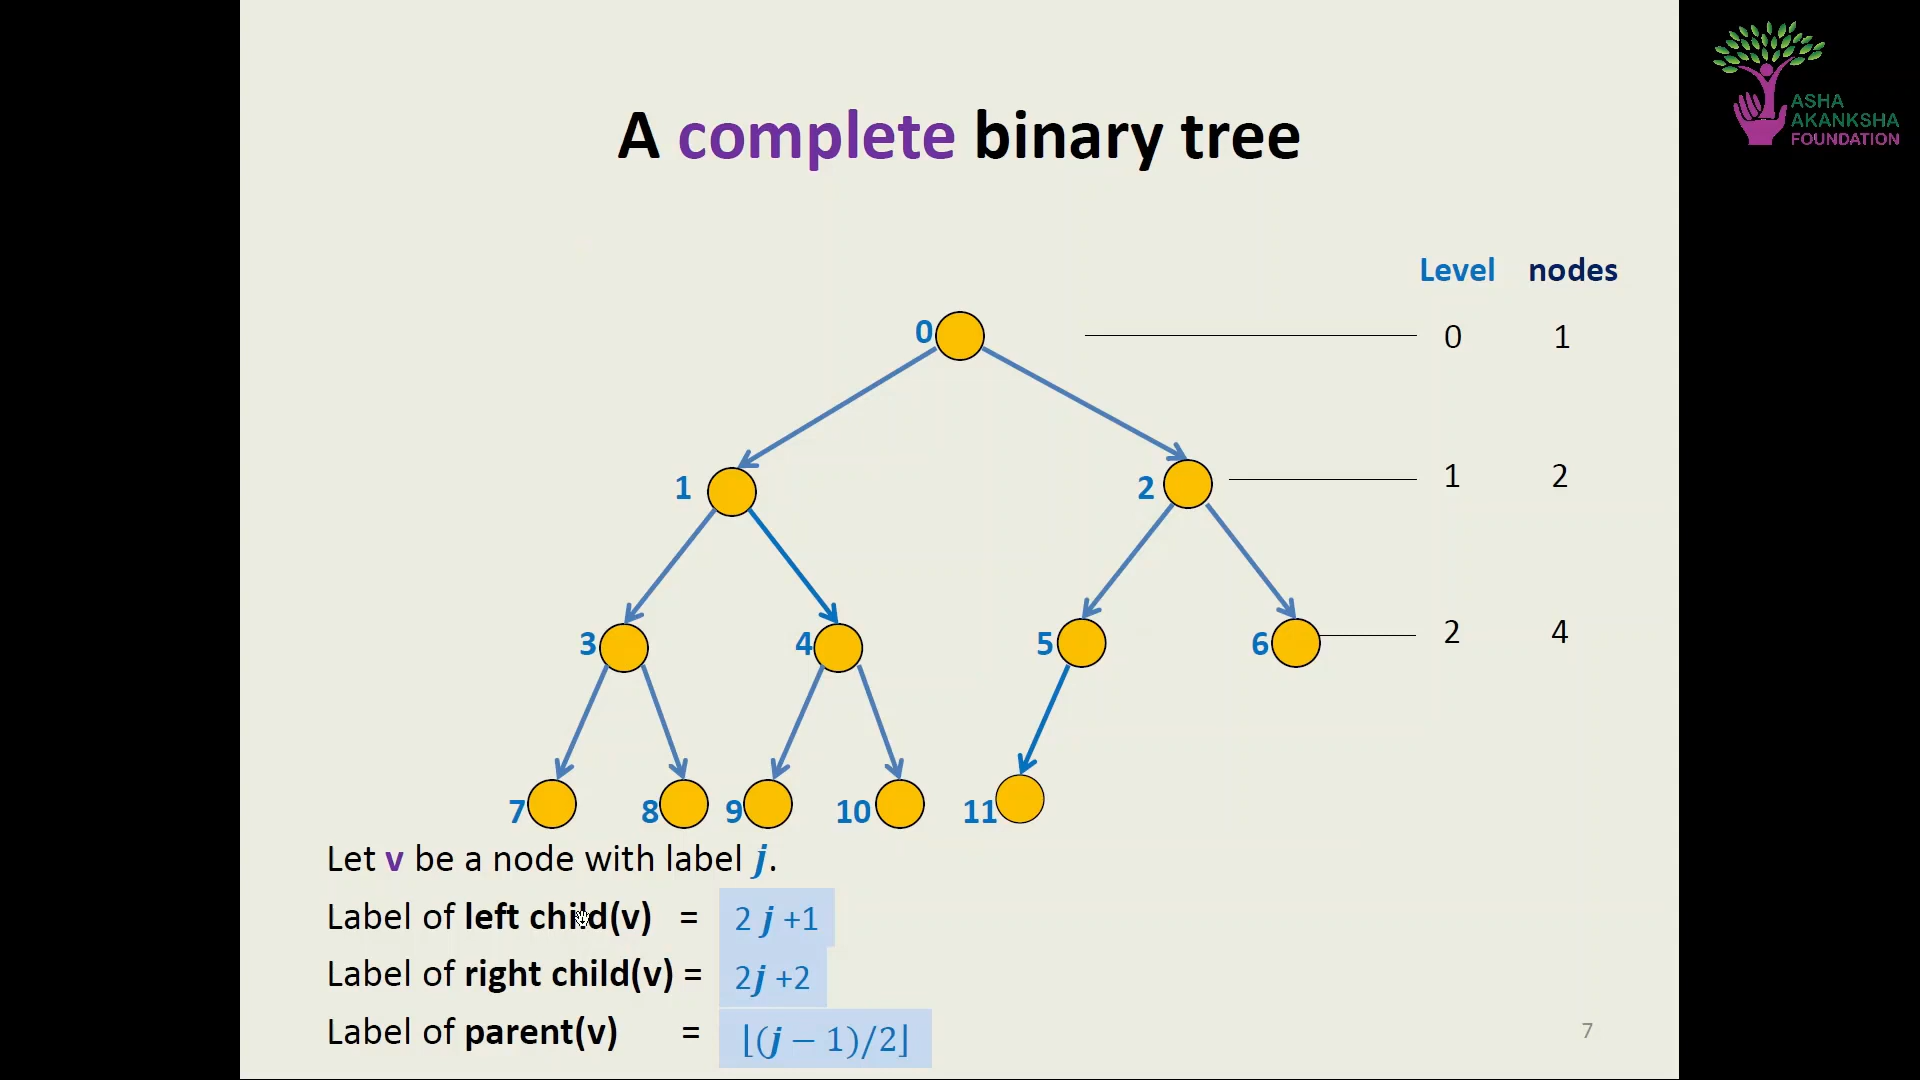 ASHA
AKANKSHA
FOUNDATION
A complete binary tree
Level nodes
0 0 1
1 2 1 2
3 4 5 6 2 4
7 8 9 10 11
Let v be a node with label j.
Label of left child(v) = 2 j +1
Label of right child(v) = 2j +2
Label of parent(v) = ⌊(j − 1)/2⌋
7